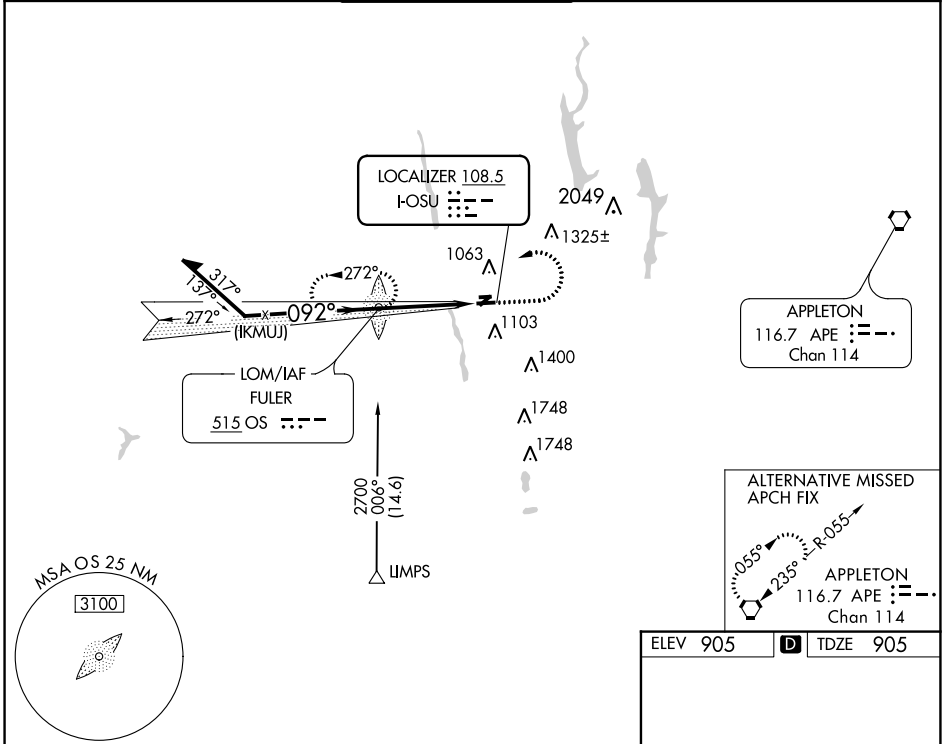 LOCALIZER 108.5
I-OSU
2049
1325±
1063
317°
137°
272°
272°
092°
(IKMUJ)
1103
APPLETON
116.7 APE
Chan 114
1400
LOM/IAF
FULER
515 OS
1748
1748
2700
006°
(14.6)
LIMPS
ALTERNATIVE MISSED
APCH FIX
055°
R-055
235°
APPLETON
116.7 APE
Chan 114
MSA OS 25 NM
3100
ELEV 905 D TDZE 905